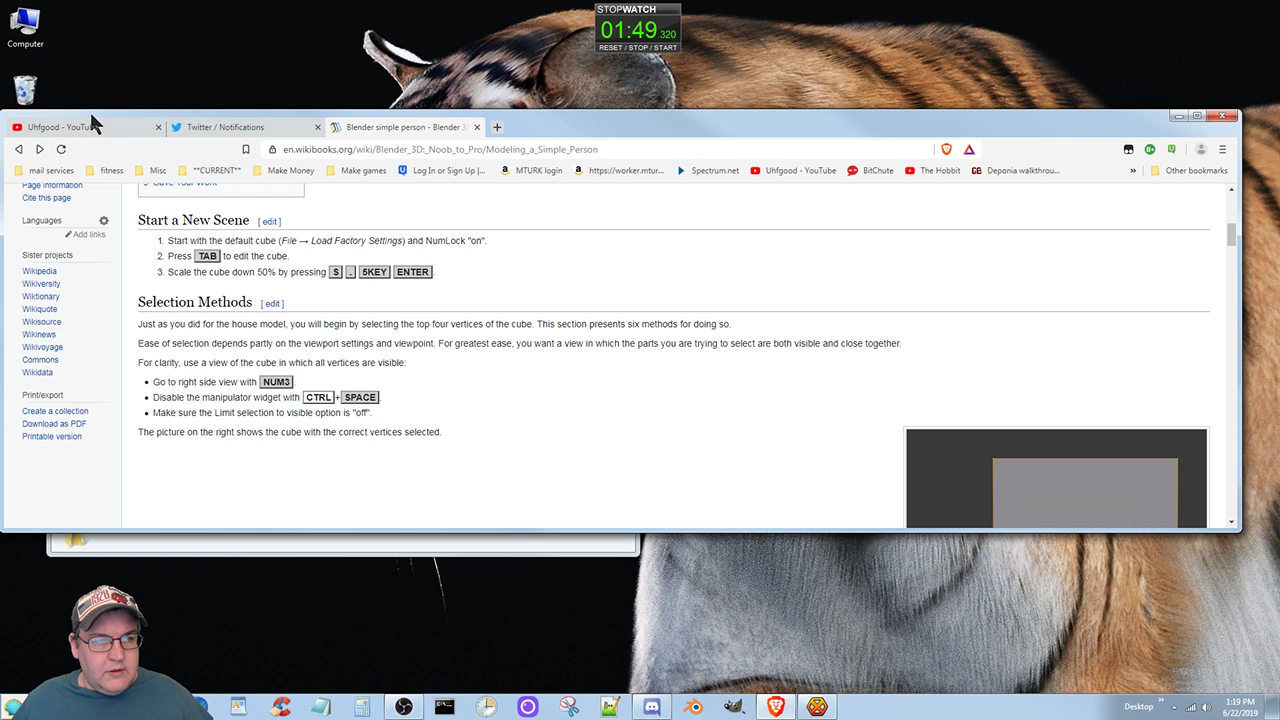 STOPWATCH
01:49.320
RESET / STOP / START
Computer
Uhfgood - YouTu
Twitter / Notifications
Blender simple person - Blender 3
en.wikibooks.org/wiki/Blender_3D:_Noob_to_Pro/Modeling_a_Simple_Person
mail services
fitness
Misc
**CURRENT**
Make Money
Make games
Log In or Sign Up |...
MTURK login
https://worker.mtur...
Spectrum.net
Uhfgood - YouTube
BitChute
The Hobbit
Deponia walkthrou...
Other bookmarks
Page information
Cite this page
Languages
Add links
Sister projects
Wikipedia
Wikiversity
Wiktionary
Wikiquote
Wikisource
Wikinews
Wikivoyage
Commons
Wikidata
Print/export
Create a collection
Download as PDF
Printable version
Start a New Scene [ edit ]
1. Start with the default cube (File → Load Factory Settings) and NumLock "on".
2. Press TAB to edit the cube.
3. Scale the cube down 50% by pressing S . 5KEY ENTER
Selection Methods [ edit ]
Just as you did for the house model, you will begin by selecting the top four vertices of the cube. This section presents six methods for doing so.
Ease of selection depends partly on the viewport settings and viewpoint. For greatest ease, you want a view in which the parts you are trying to select are both visible and close together.
For clarity, use a view of the cube in which all vertices are visible:
• Go to right side view with NUM3.
• Disable the manipulator widget with CTRL+SPACE.
• Make sure the Limit selection to visible option is "off".
The picture on the right shows the cube with the correct vertices selected.
Desktop
1:19 PM
6/22/2019